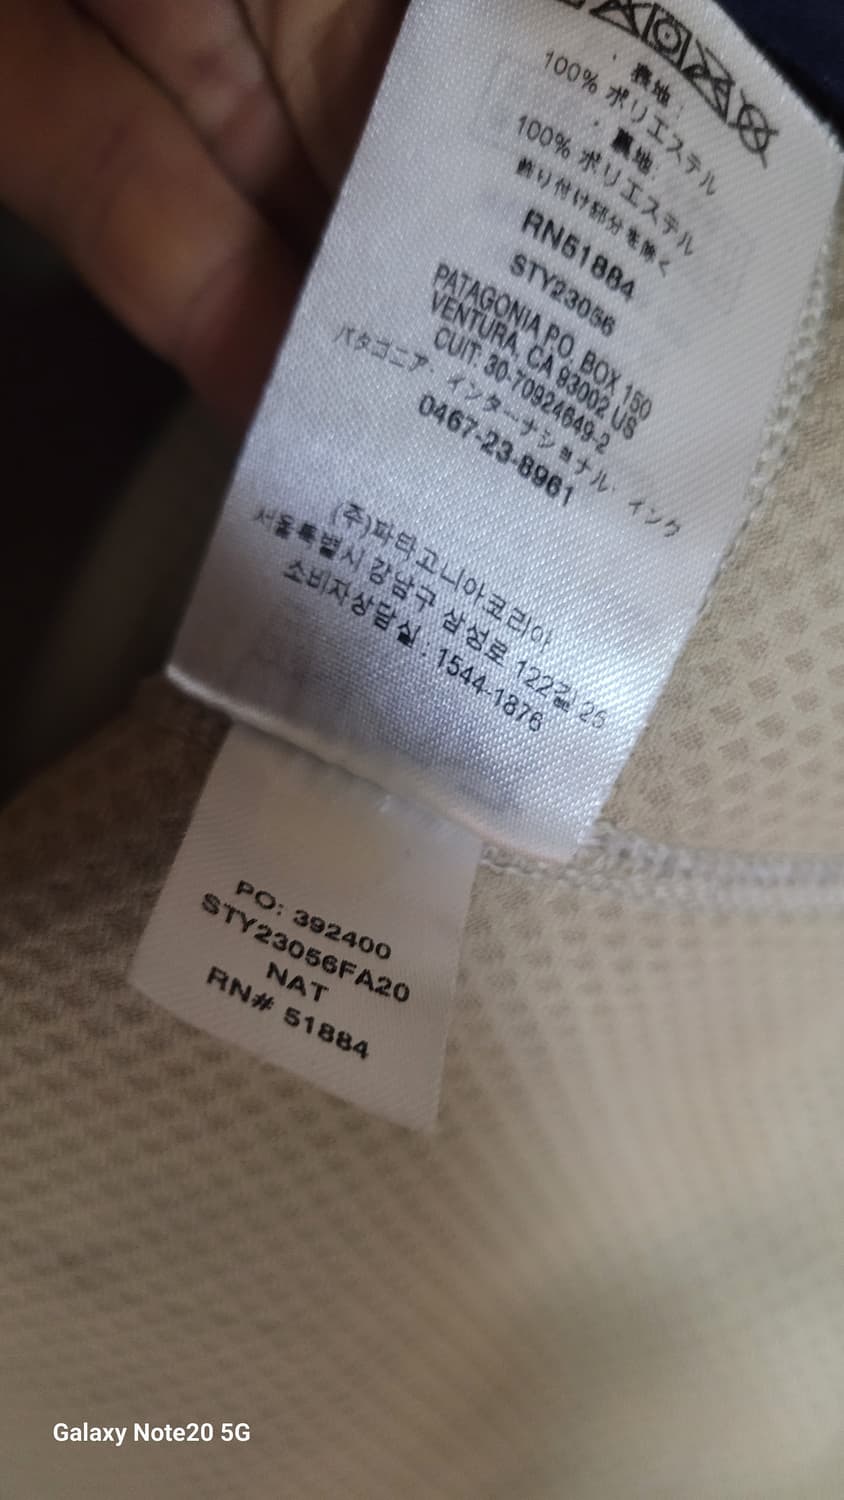 · 表地:
100% ポリエステル
· 裏地:
100% ポリエステル
飾り付け部分を除く
RN51884
STY23056
PATAGONIA P.O. BOX 150
VENTURA, CA 93002 US
CUIT: 30-70924649-2
パタゴニア・インターナショナル・インク
0467-23-8961
(주)파타고니아코리아
서울특별시 강남구 삼성로 122길 25
소비자상담실 : 1544-1876
PO: 392400
STY23056FA20
NAT
RN# 51884
Galaxy Note20 5G